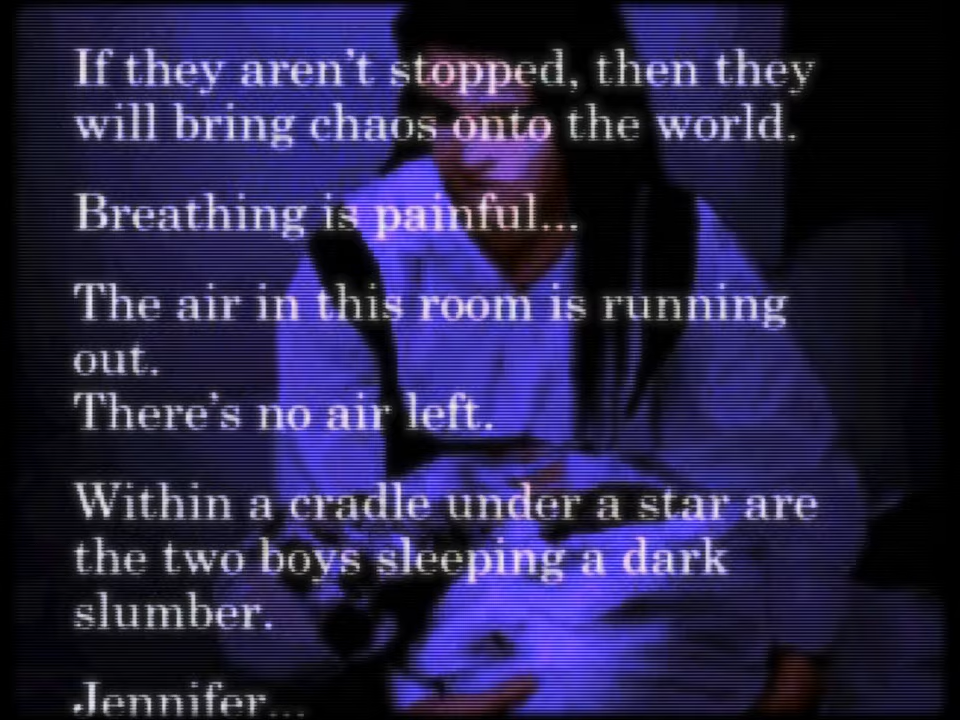 If they aren't stopped, then they
will bring chaos onto the world.
Breathing is painful...
The air in this room is running
out.
There's no air left.
Within a cradle under a star are
the two boys sleeping a dark
slumber.
Jennifer...